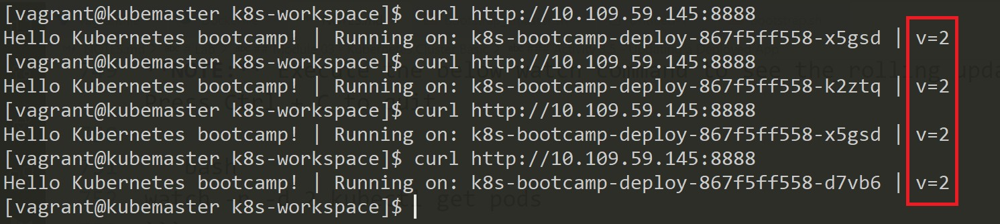 [vagrant@kubemaster k8s-workspace]$ curl http://10.109.59.145:8888
Hello Kubernetes bootcamp! | Running on: k8s-bootcamp-deploy-867f5ff558-x5gsd | v=2
[vagrant@kubemaster k8s-workspace]$ curl http://10.109.59.145:8888
Hello Kubernetes bootcamp! | Running on: k8s-bootcamp-deploy-867f5ff558-k2ztq | v=2
[vagrant@kubemaster k8s-workspace]$ curl http://10.109.59.145:8888
Hello Kubernetes bootcamp! | Running on: k8s-bootcamp-deploy-867f5ff558-x5gsd | v=2
[vagrant@kubemaster k8s-workspace]$ curl http://10.109.59.145:8888
Hello Kubernetes bootcamp! | Running on: k8s-bootcamp-deploy-867f5ff558-d7vb6 | v=2
[vagrant@kubemaster k8s-workspace]$